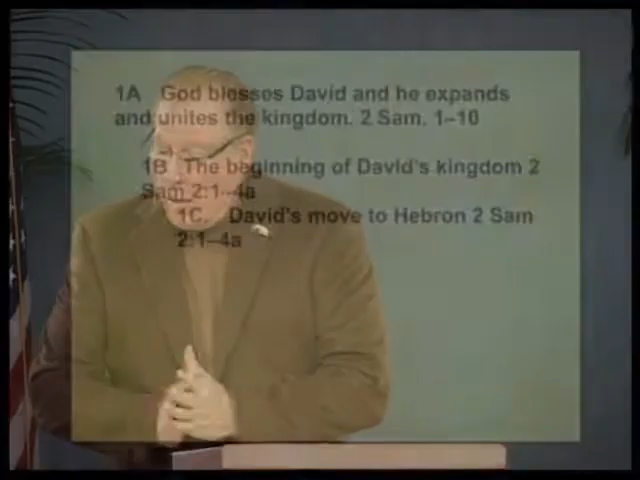 1A God blesses David and he expands
and unites the kingdom. 2 Sam. 1–10
1B The beginning of David's kingdom 2
Sam 2:1–4a
1C. David's move to Hebron 2 Sam
2:1–4a